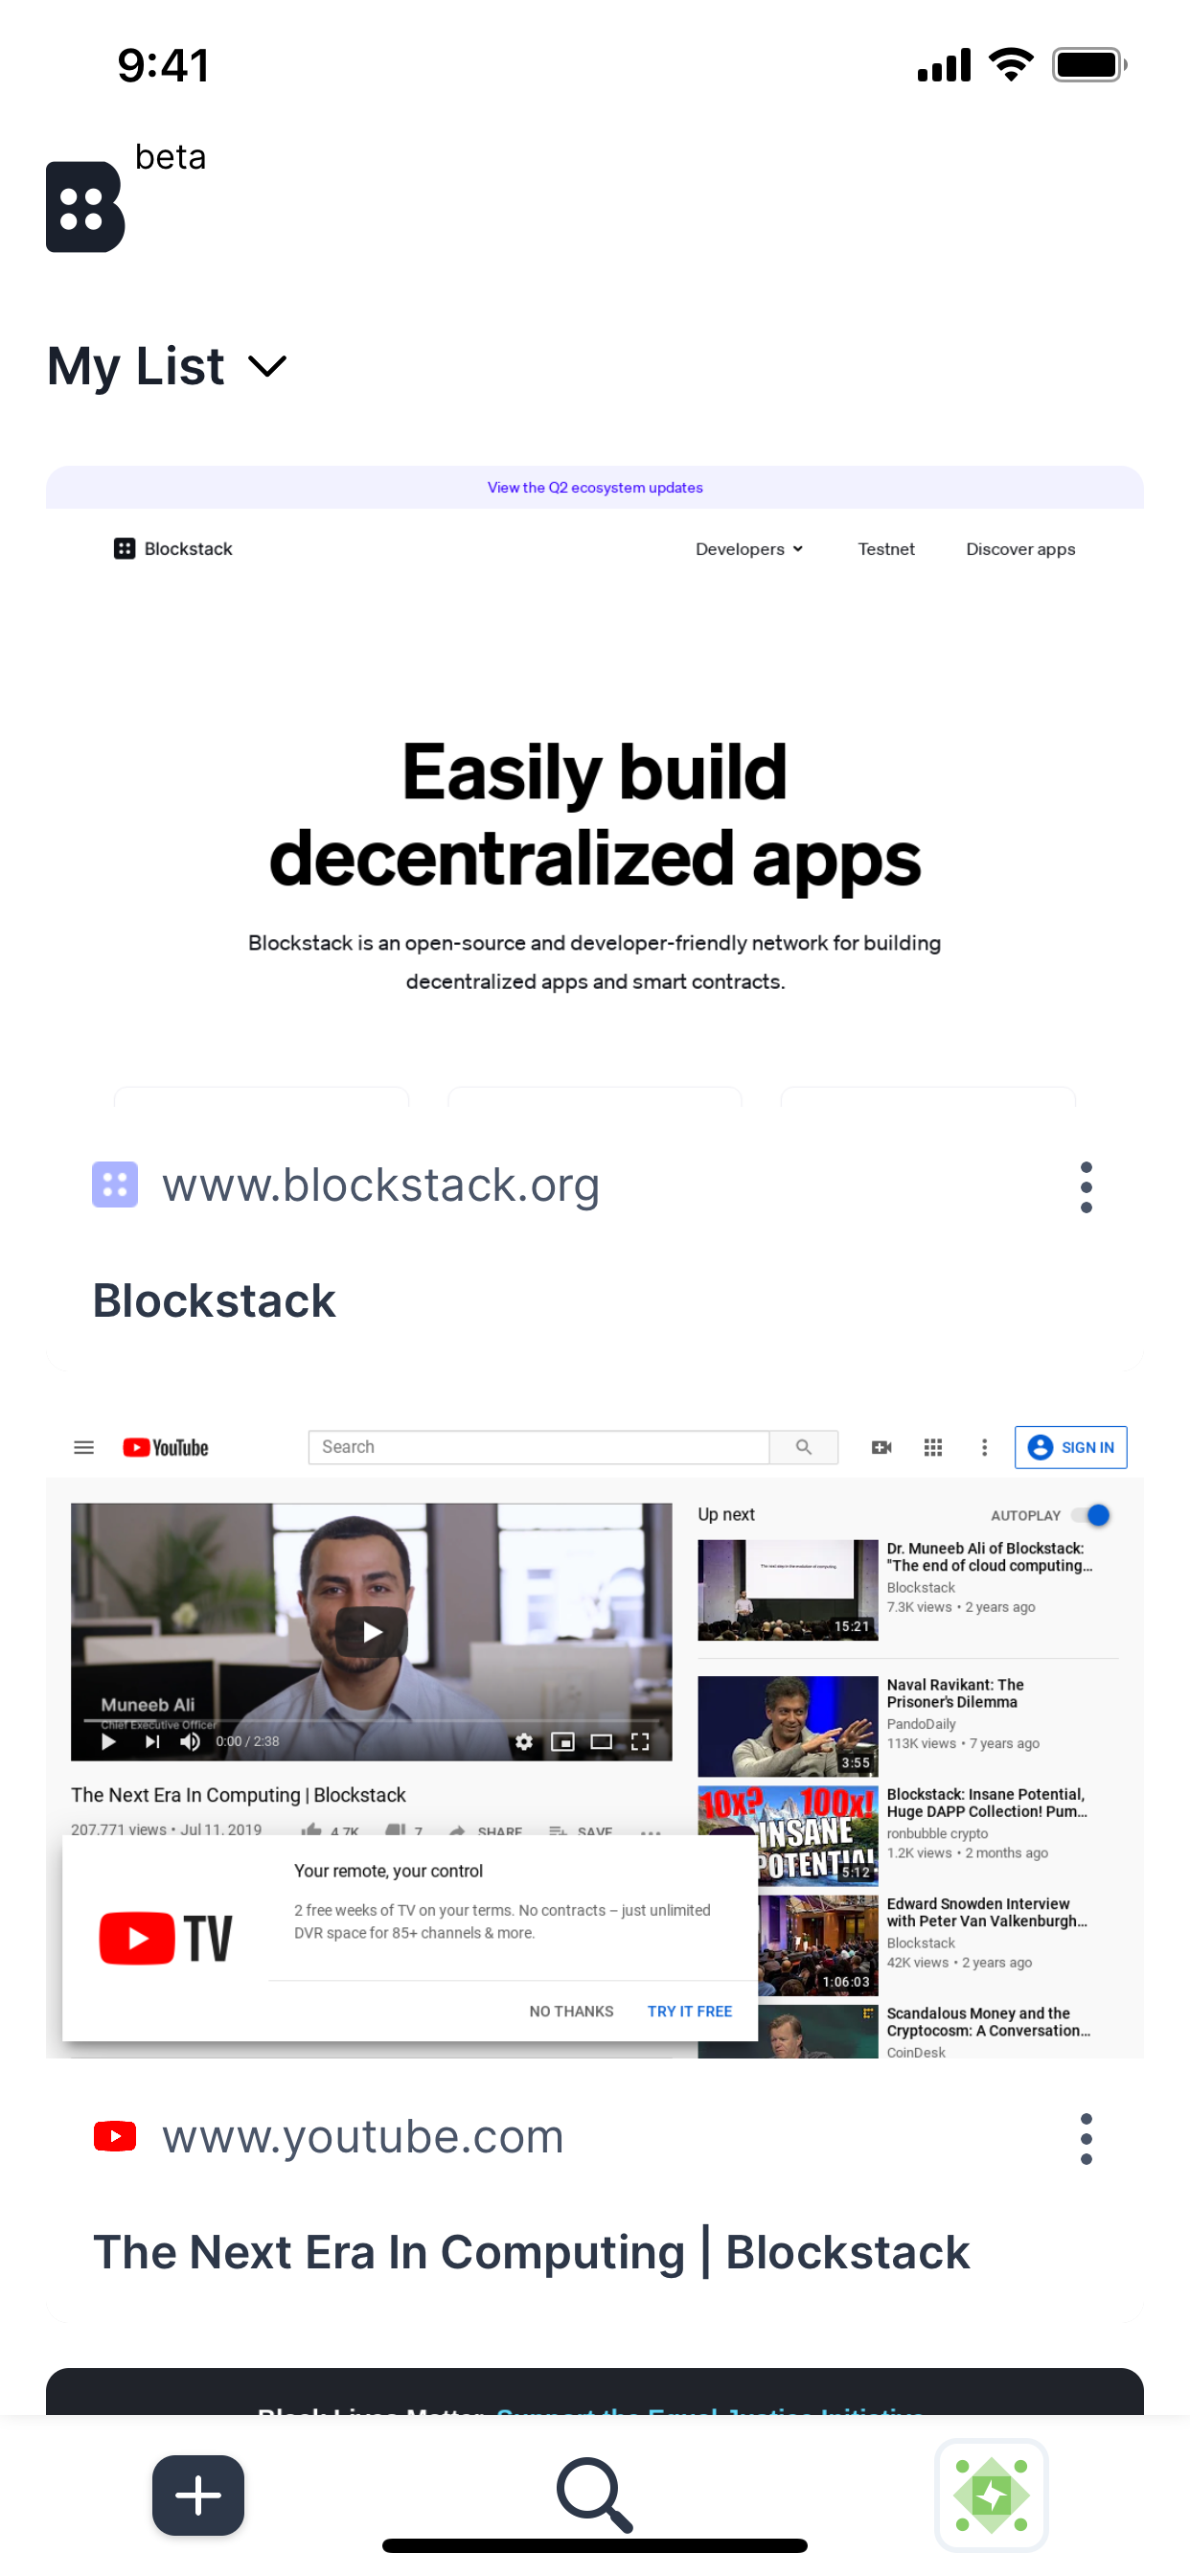 9:41
beta
My List
View the Q2 ecosystem updates
Blockstack
Developers
Testnet
Discover apps
Easily build
decentralized apps
Blockstack is an open-source and developer-friendly network for building
decentralized apps and smart contracts.
www.blockstack.org
Blockstack
YouTube
Search
SIGN IN
Muneeb Ali
Chief Executive Officer
0:00 / 2:38
The Next Era In Computing | Blockstack
207,771 views • Jul 11, 2019
4.7K
7
SHARE
SAVE
Up next
AUTOPLAY
15:21
Dr. Muneeb Ali of Blockstack:
"The end of cloud computing…
Blockstack
7.3K views • 2 years ago
3:55
Naval Ravikant: The
Prisoner's Dilemma
PandoDaily
113K views • 7 years ago
10x? 100x!
INSANE
POTENTIAL
5:12
Blockstack: Insane Potential,
Huge DAPP Collection! Pum…
ronbubble crypto
1.2K views • 2 months ago
1:06:03
Edward Snowden Interview
with Peter Van Valkenburgh…
Blockstack
42K views • 2 years ago
Scandalous Money and the
Cryptocosm: A Conversation…
CoinDesk
TV
Your remote, your control
2 free weeks of TV on your terms. No contracts – just unlimited
DVR space for 85+ channels & more.
NO THANKS
TRY IT FREE
www.youtube.com
The Next Era In Computing | Blockstack
Black Lives Matter. Support the Equal Justice Initiative.